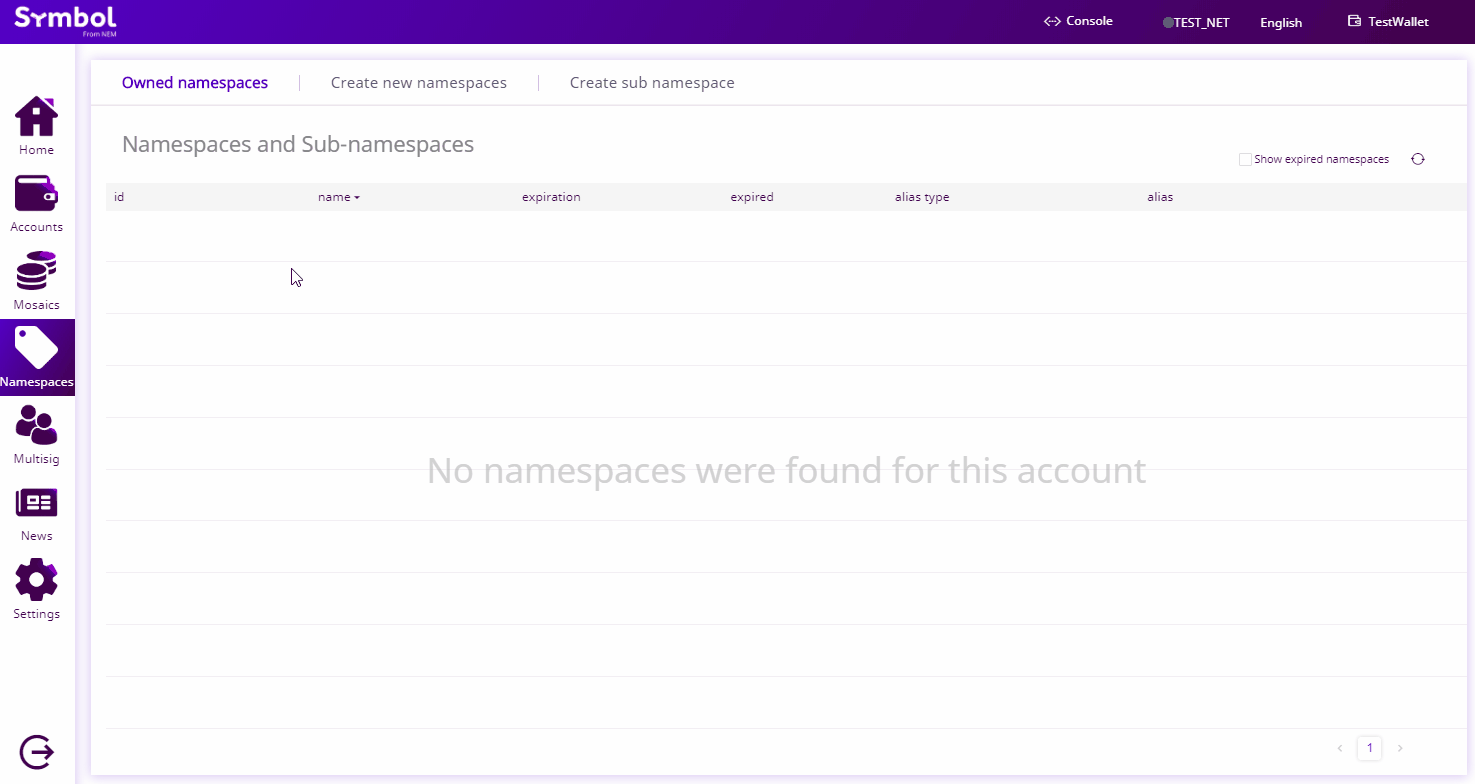 Symbol
From NEM
Console
TEST_NET
English
TestWallet
Home
Accounts
Mosaics
Namespaces
Multisig
News
Settings
Owned namespaces
Create new namespaces
Create sub namespace
Namespaces and Sub-namespaces
Show expired namespaces
id name expiration expired alias type alias
No namespaces were found for this account
1